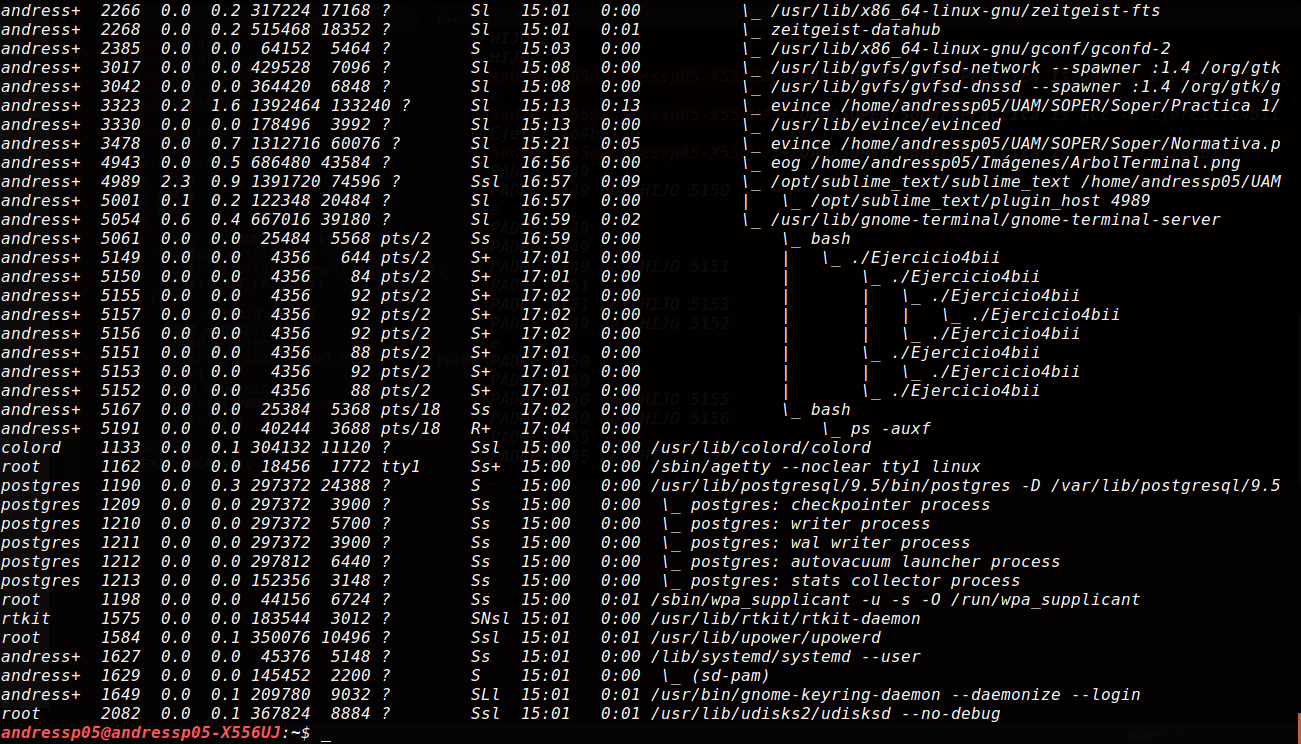 andress+  2266  0.0  0.2 317224 17168 ?        Sl   15:01   0:00          \_ /usr/lib/x86_64-linux-gnu/zeitgeist-fts
andress+  2268  0.0  0.2 515468 18352 ?        Sl   15:01   0:01          \_ zeitgeist-datahub
andress+  2385  0.0  0.0  64152  5464 ?        S    15:03   0:00          \_ /usr/lib/x86_64-linux-gnu/gconf/gconfd-2
andress+  3017  0.0  0.0 429528  7096 ?        Sl   15:08   0:00          \_ /usr/lib/gvfs/gvfsd-network --spawner :1.4 /org/gtk
andress+  3042  0.0  0.0 364420  6848 ?        Sl   15:08   0:00          \_ /usr/lib/gvfs/gvfsd-dnssd --spawner :1.4 /org/gtk/g
andress+  3323  0.2  1.6 1392464 133240 ?      Sl   15:13   0:13          \_ evince /home/andressp05/UAM/SOPER/Soper/Practica 1/
andress+  3330  0.0  0.0 178496  3992 ?        Sl   15:13   0:00          \_ /usr/lib/evince/evinced
andress+  3478  0.0  0.7 1312716 60076 ?       Sl   15:21   0:05          \_ evince /home/andressp05/UAM/SOPER/Soper/Normativa.p
andress+  4943  0.0  0.5 686480 43584 ?        Sl   16:56   0:00          \_ eog /home/andressp05/Imágenes/ArbolTerminal.png
andress+  4989  2.3  0.9 1391720 74596 ?       Ssl  16:57   0:09          \_ /opt/sublime_text/sublime_text /home/andressp05/UAM
andress+  5001  0.1  0.2 122348 20484 ?        Sl   16:57   0:00          |   \_ /opt/sublime_text/plugin_host 4989
andress+  5054  0.6  0.4 667016 39180 ?        Sl   16:59   0:02          \_ /usr/lib/gnome-terminal/gnome-terminal-server
andress+  5061  0.0  0.0  25484  5568 pts/2    Ss   16:59   0:00              \_ bash
andress+  5149  0.0  0.0   4356   644 pts/2    S+   17:01   0:00              |   \_ ./Ejercicio4bii
andress+  5150  0.0  0.0   4356    84 pts/2    S+   17:01   0:00              |       \_ ./Ejercicio4bii
andress+  5155  0.0  0.0   4356    92 pts/2    S+   17:02   0:00              |       |   \_ ./Ejercicio4bii
andress+  5157  0.0  0.0   4356    92 pts/2    S+   17:02   0:00              |       |   |   \_ ./Ejercicio4bii
andress+  5156  0.0  0.0   4356    92 pts/2    S+   17:02   0:00              |       |   \_ ./Ejercicio4bii
andress+  5151  0.0  0.0   4356    88 pts/2    S+   17:01   0:00              |       \_ ./Ejercicio4bii
andress+  5153  0.0  0.0   4356    92 pts/2    S+   17:01   0:00              |       |   \_ ./Ejercicio4bii
andress+  5152  0.0  0.0   4356    88 pts/2    S+   17:01   0:00              |       \_ ./Ejercicio4bii
andress+  5167  0.0  0.0  25384  5368 pts/18   Ss   17:02   0:00              \_ bash
andress+  5191  0.0  0.0  40244  3688 pts/18   R+   17:04   0:00                  \_ ps -auxf
colord    1133  0.0  0.1 304132 11120 ?        Ssl  15:00   0:00 /usr/lib/colord/colord
root      1162  0.0  0.0  18456  1772 tty1     Ss+  15:00   0:00 /sbin/agetty --noclear tty1 linux
postgres  1190  0.0  0.3 297372 24388 ?        S    15:00   0:00 /usr/lib/postgresql/9.5/bin/postgres -D /var/lib/postgresql/9.5
postgres  1209  0.0  0.0 297372  3900 ?        Ss   15:00   0:00  \_ postgres: checkpointer process
postgres  1210  0.0  0.0 297372  5700 ?        Ss   15:00   0:00  \_ postgres: writer process
postgres  1211  0.0  0.0 297372  3900 ?        Ss   15:00   0:00  \_ postgres: wal writer process
postgres  1212  0.0  0.0 297812  6440 ?        Ss   15:00   0:00  \_ postgres: autovacuum launcher process
postgres  1213  0.0  0.0 152356  3148 ?        Ss   15:00   0:00  \_ postgres: stats collector process
root      1198  0.0  0.0  44156  6724 ?        Ss   15:00   0:01 /sbin/wpa_supplicant -u -s -O /run/wpa_supplicant
rtkit     1575  0.0  0.0 183544  3012 ?        SNsl 15:01   0:00 /usr/lib/rtkit/rtkit-daemon
root      1584  0.0  0.1 350076 10496 ?        Ssl  15:01   0:01 /usr/lib/upower/upowerd
andress+  1627  0.0  0.0  45376  5148 ?        Ss   15:01   0:00 /lib/systemd/systemd --user
andress+  1629  0.0  0.0 145452  2200 ?        S    15:01   0:00  \_ (sd-pam)
andress+  1649  0.0  0.1 209780  9032 ?        SLl  15:01   0:01 /usr/bin/gnome-keyring-daemon --daemonize --login
root      2082  0.0  0.1 367824  8884 ?        Ssl  15:01   0:01 /usr/lib/udisks2/udisksd --no-debug
andressp05@andressp05-X556UJ:~$ _